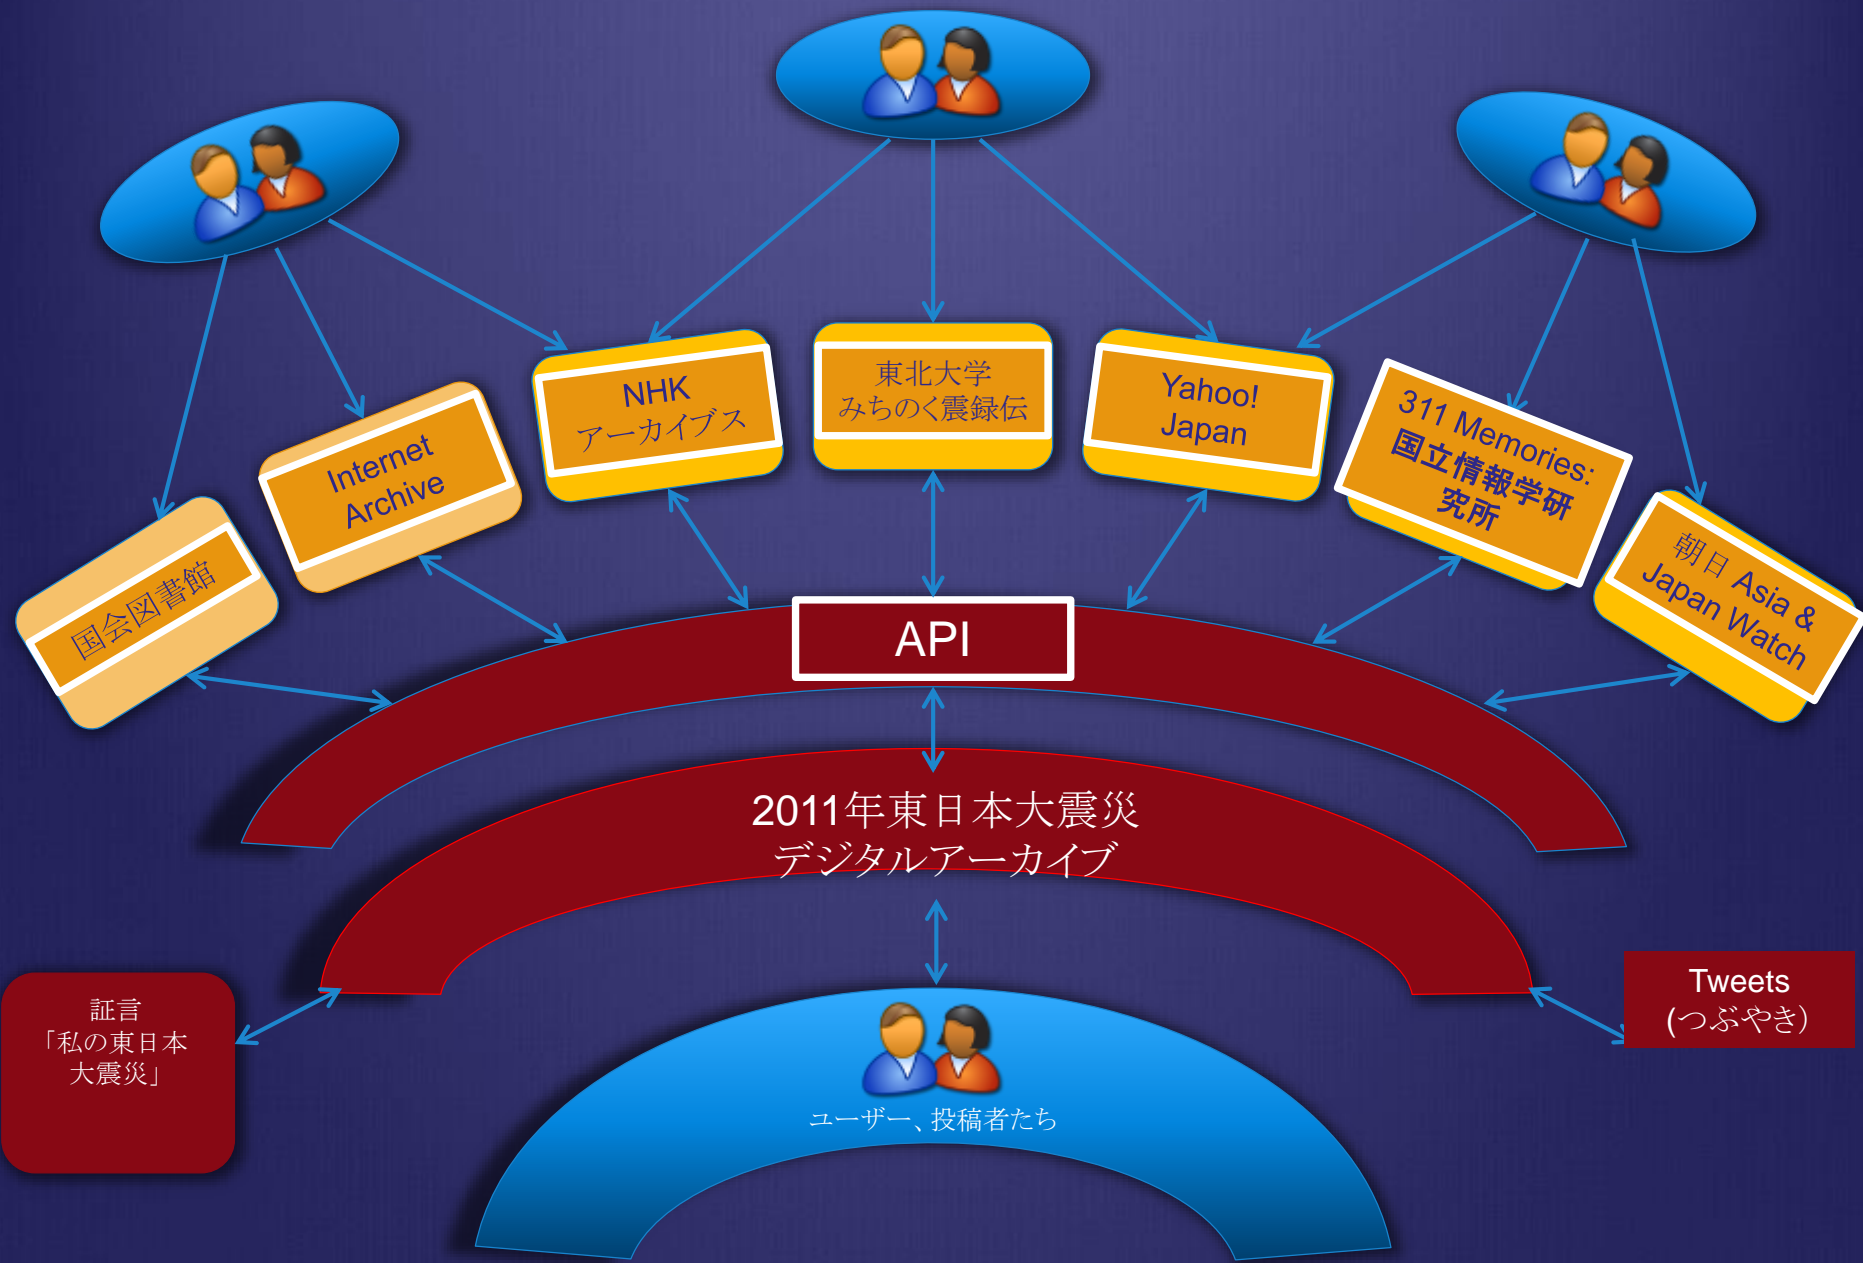 国会図書館
Internet
Archive
NHK
アーカイブス
東北大学
みちのく震録伝
Yahoo!
Japan
311 Memories:
国立情報学研
究所
朝日 Asia &
Japan Watch
API
2011年東日本大震災
デジタルアーカイブ
証言
「私の東日本
大震災」
Tweets
(つぶやき）
ユーザー、投稿者たち